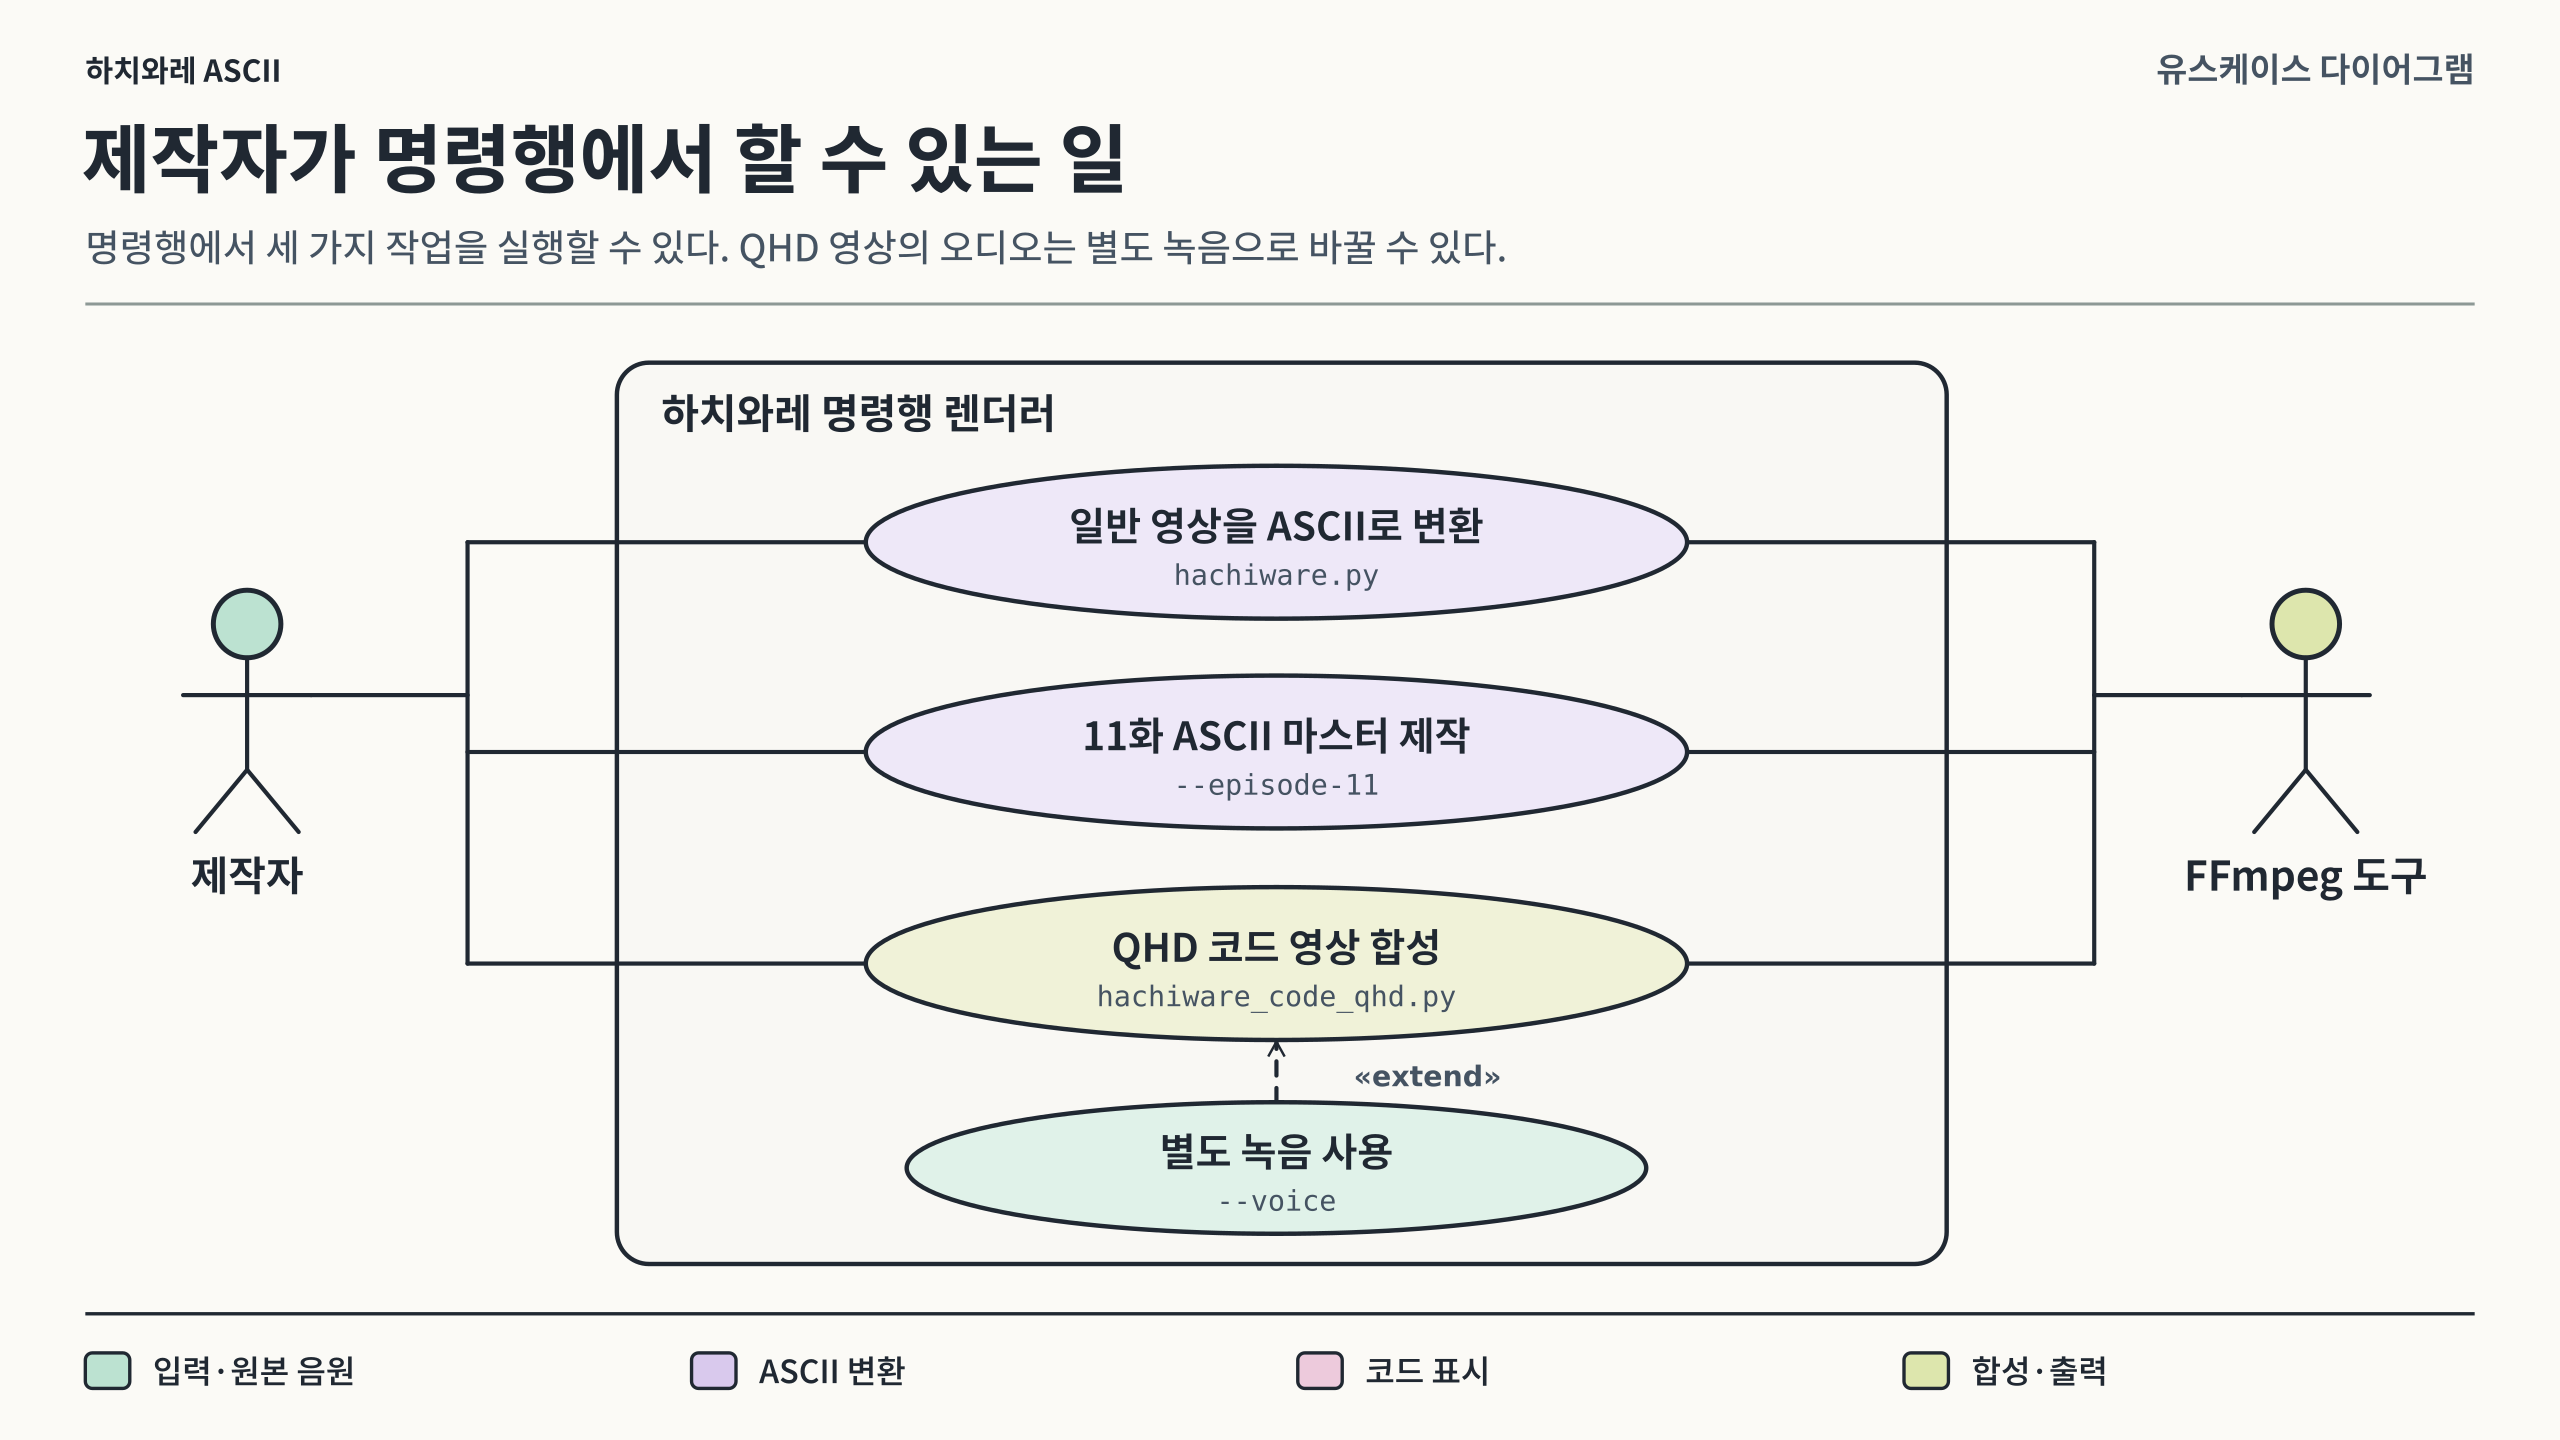 하치와레 ASCII
유스케이스 다이어그램
제작자가 명령행에서 할 수 있는 일
명령행에서 세 가지 작업을 실행할 수 있다. QHD 영상의 오디오는 별도 녹음으로 바꿀 수 있다.
하치와레 명령행 렌더러
일반 영상을 ASCII로 변환
hachiware.py
11화 ASCII 마스터 제작
--episode-11
제작자
FFmpeg 도구
QHD 코드 영상 합성
hachiware_code_qhd.py
«extend»
별도 녹음 사용
--voice
입력·원본 음원
ASCII 변환
코드 표시
합성·출력